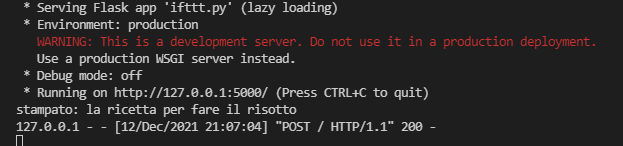 * Serving Flask app 'ifttt.py' (lazy loading)
* Environment: production
WARNING: This is a development server. Do not use it in a production deployment.
Use a production WSGI server instead.
* Debug mode: off
* Running on http://127.0.0.1:5000/ (Press CTRL+C to quit)
stampato: la ricetta per fare il risotto
127.0.0.1 - - [12/Dec/2021 21:07:04] "POST / HTTP/1.1" 200 -